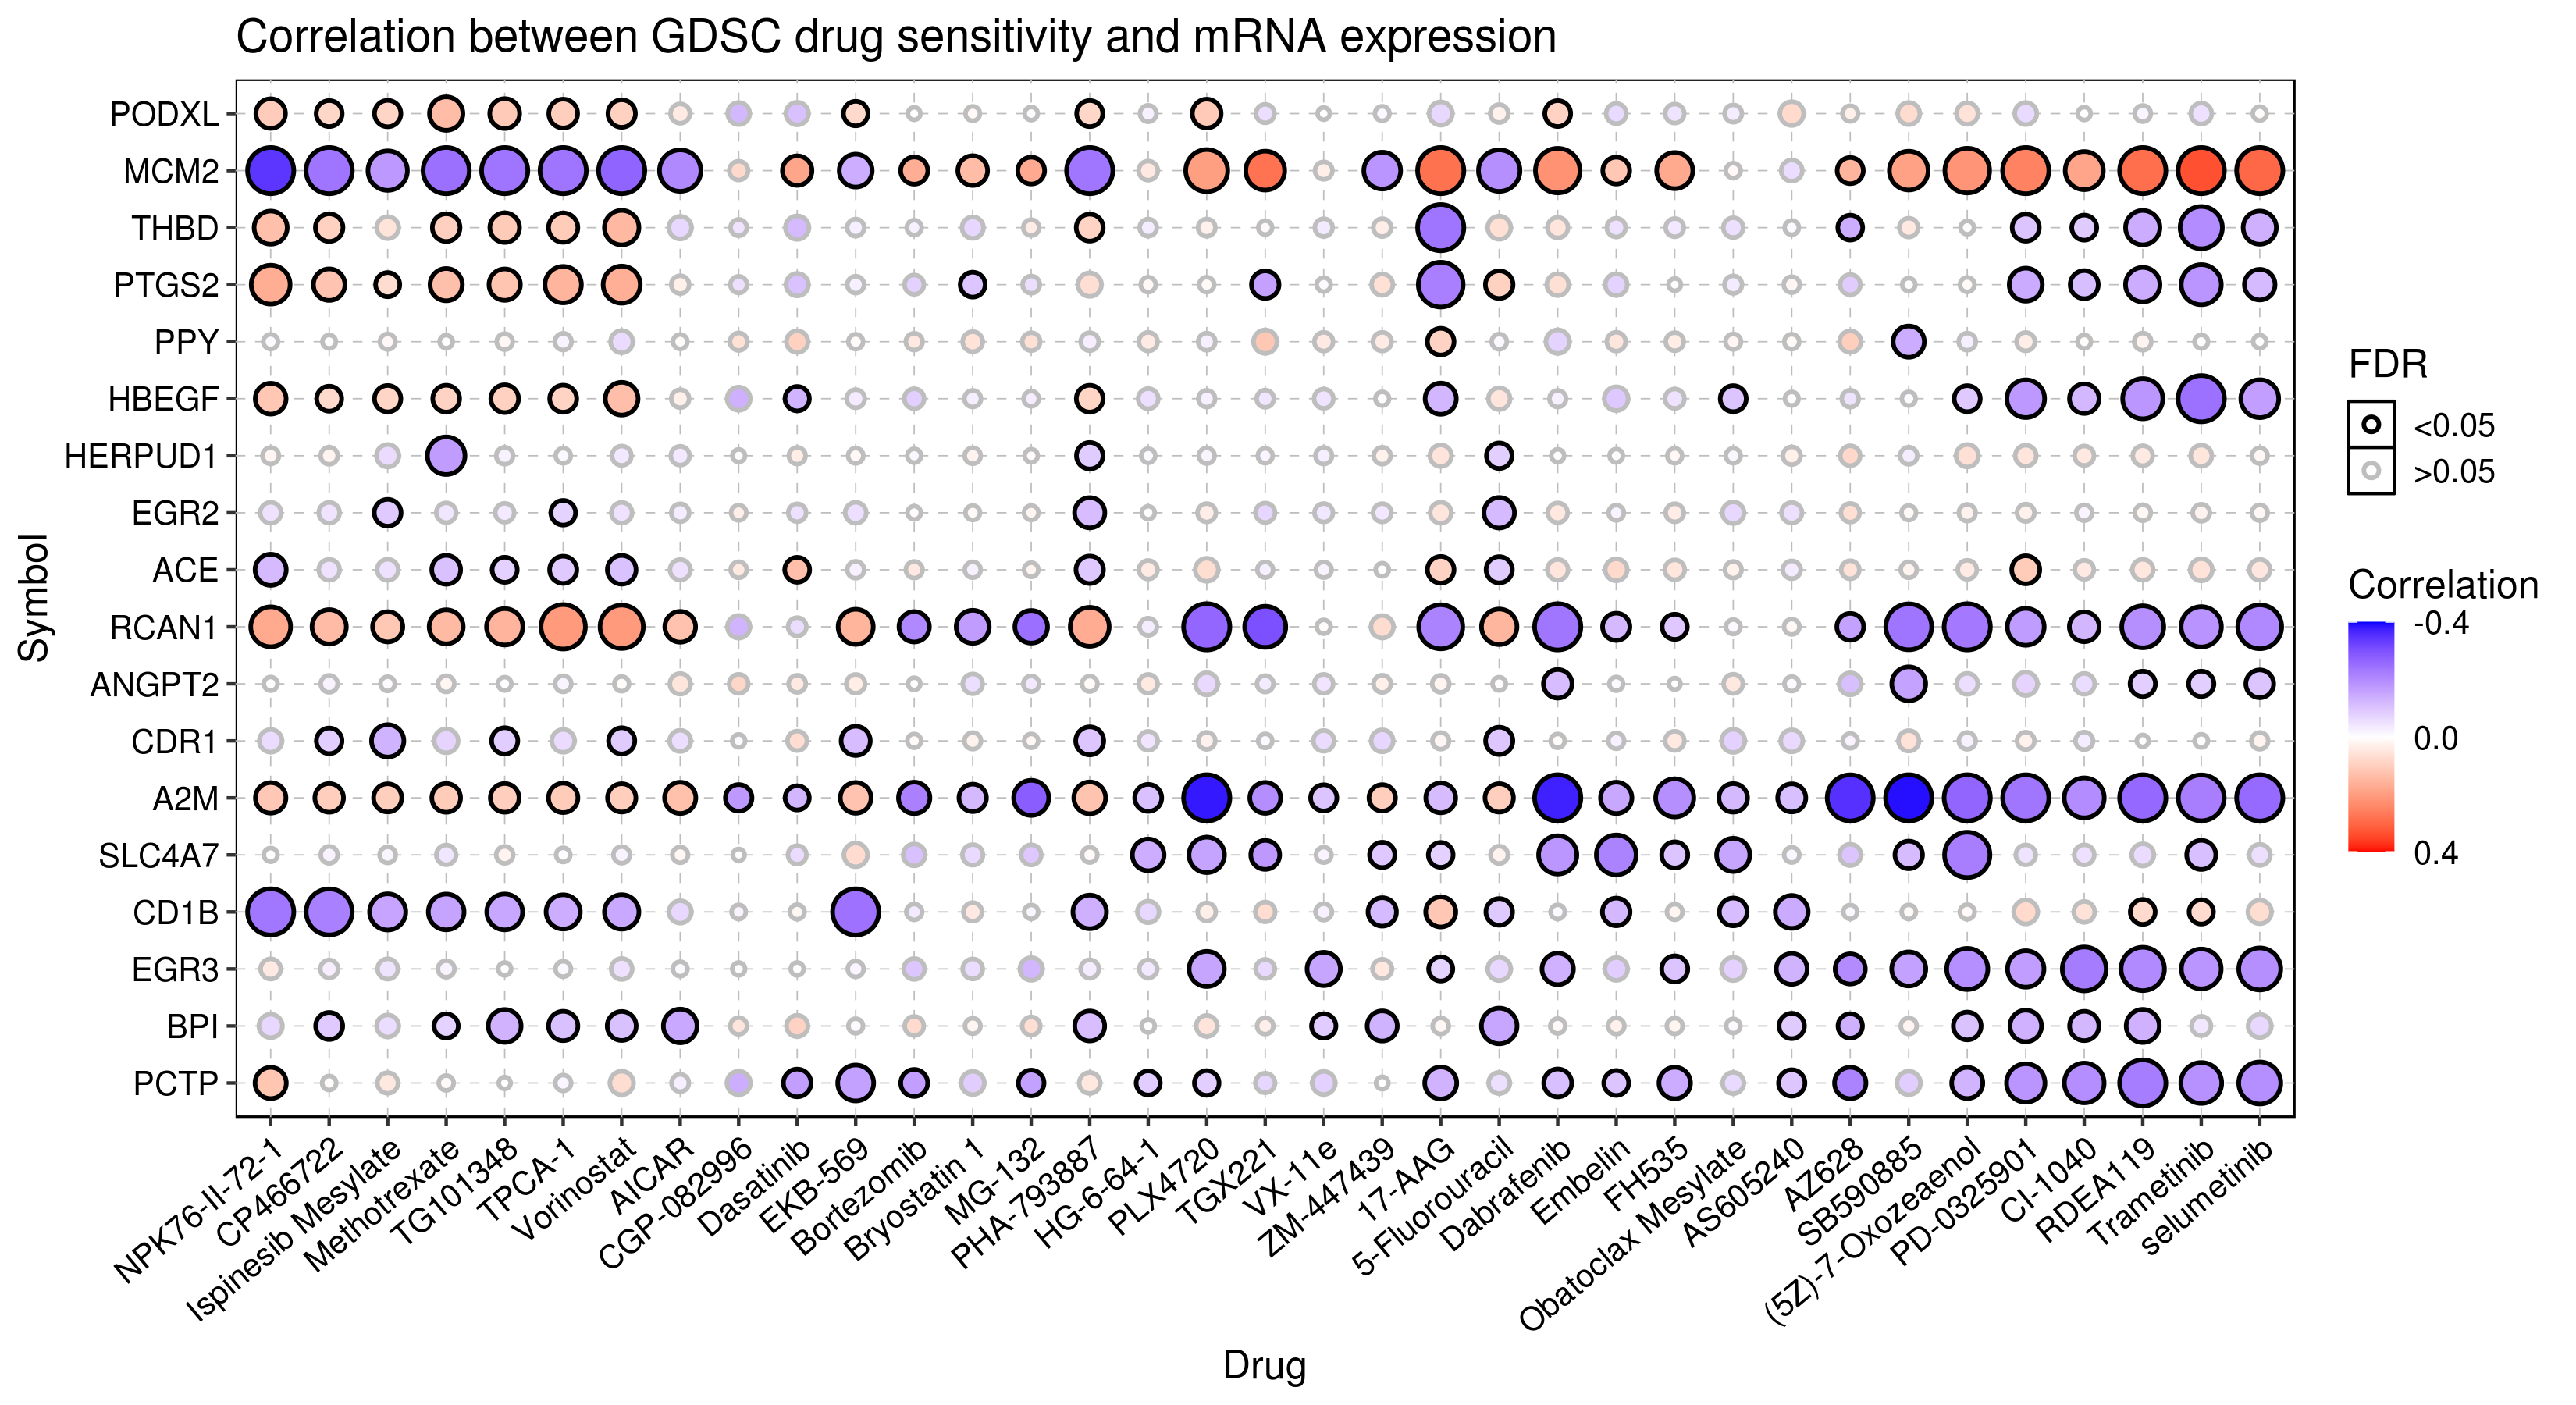 Correlation between GDSC drug sensitivity and mRNA expression
Symbol
PODXL
MCM2
THBD
PTGS2
PPY
HBEGF
HERPUD1
EGR2
ACE
RCAN1
ANGPT2
CDR1
A2M
SLC4A7
CD1B
EGR3
BPI
PCTP
NPK76-II-72-1
CP466722
Ispinesib Mesylate
Methotrexate
TG101348
TPCA-1
Vorinostat
AICAR
CGP-082996
Dasatinib
EKB-569
Bortezomib
Bryostatin 1
MG-132
PHA-793887
HG-6-64-1
PLX4720
TGX221
VX-11e
ZM-447439
17-AAG
5-Fluorouracil
Dabrafenib
Embelin
FH535
Obatoclax Mesylate
AS605240
AZ628
SB590885
(5Z)-7-Oxozeaenol
PD-0325901
CI-1040
RDEA119
Trametinib
selumetinib
Drug
FDR
<0.05
>0.05
Correlation
-0.4
0.0
0.4